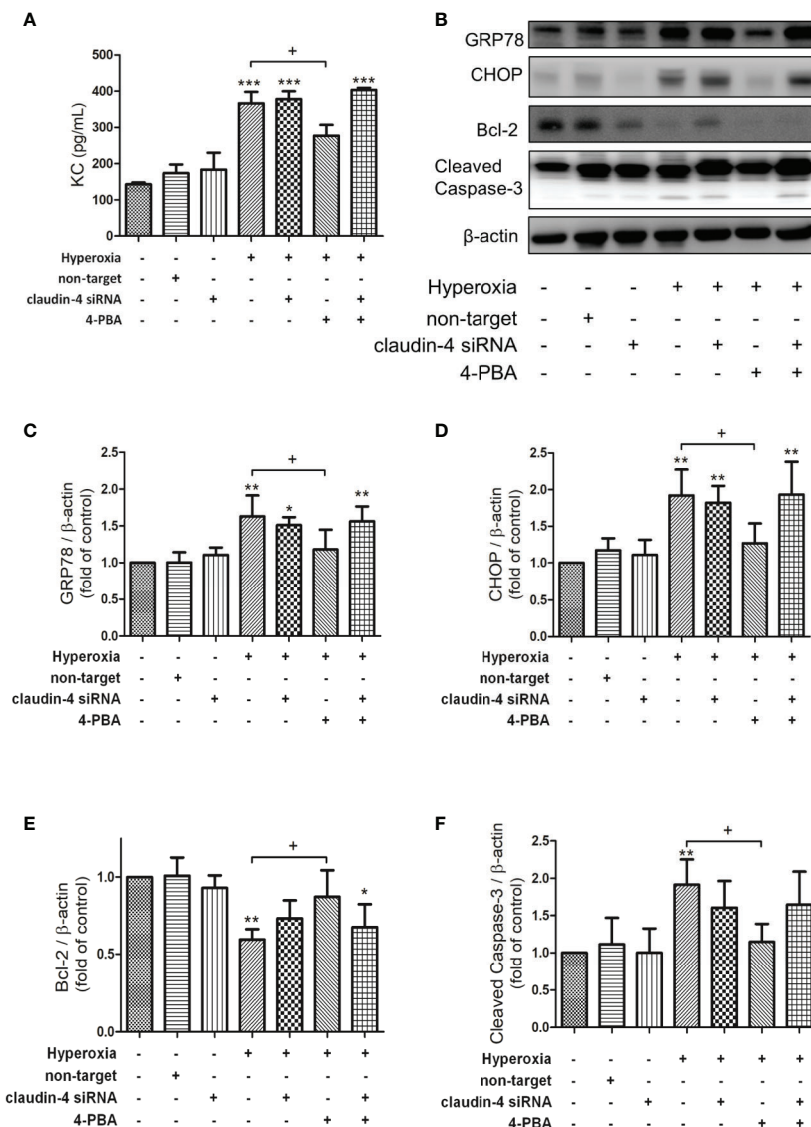 A
500
400
300
200
100
0
KC (pg/mL)
+
*** *** ***
Hyperoxia - - - + + + +
non-target - + - - - - -
claudin-4 siRNA - - + - + - +
4-PBA - - - - - + +
B
GRP78
CHOP
Bcl-2
Cleaved
Caspase-3
β-actin
Hyperoxia - - - + + + +
non-target - + - - - - -
claudin-4 siRNA - - + - + - +
4-PBA - - - - - + +
C
2.5
2.0
1.5
1.0
0.5
0.0
GRP78 / β-actin
(fold of control)
+
** * **
Hyperoxia - - - + + + +
non-target - + - - - - -
claudin-4 siRNA - - + - + - +
4-PBA - - - - - + +
D
2.5
2.0
1.5
1.0
0.5
0.0
CHOP / β-actin
(fold of control)
+
** ** **
Hyperoxia - - - + + + +
non-target - + - - - - -
claudin-4 siRNA - - + - + - +
4-PBA - - - - - + +
E
1.0
0.5
0.0
Bcl-2 / β-actin
(fold of control)
+
** *
Hyperoxia - - - + + + +
non-target - + - - - - -
claudin-4 siRNA - - + - + - +
4-PBA - - - - - + +
F
2.5
2.0
1.5
1.0
0.5
0.0
Cleaved Caspase-3 / β-actin
(fold of control)
+
**
Hyperoxia - - - + + + +
non-target - + - - - - -
claudin-4 siRNA - - + - + - +
4-PBA - - - - - + +